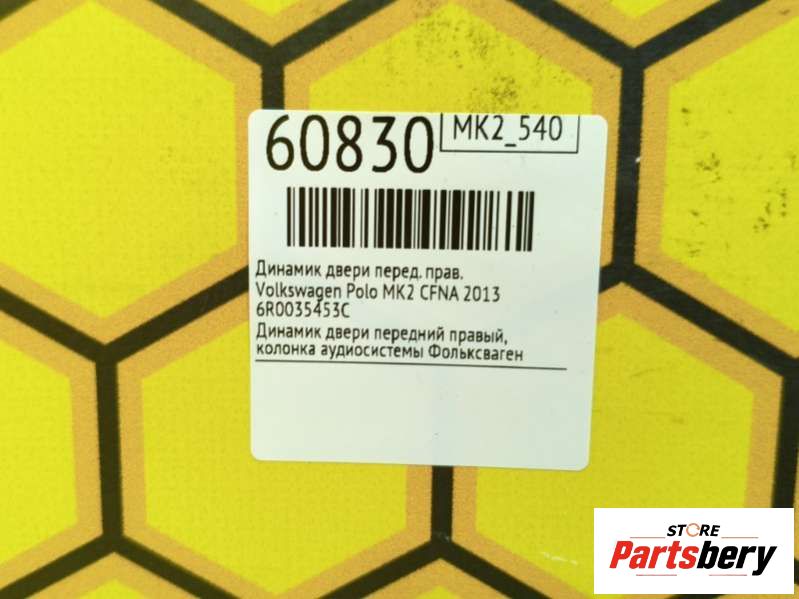 60830
MK2_540
Динамик двери перед. прав.
Volkswagen Polo MK2 CFNA 2013
6R0035453C
Динамик двери передний правый,
колонка аудиосистемы Фольксваген
STORE
Partsbery